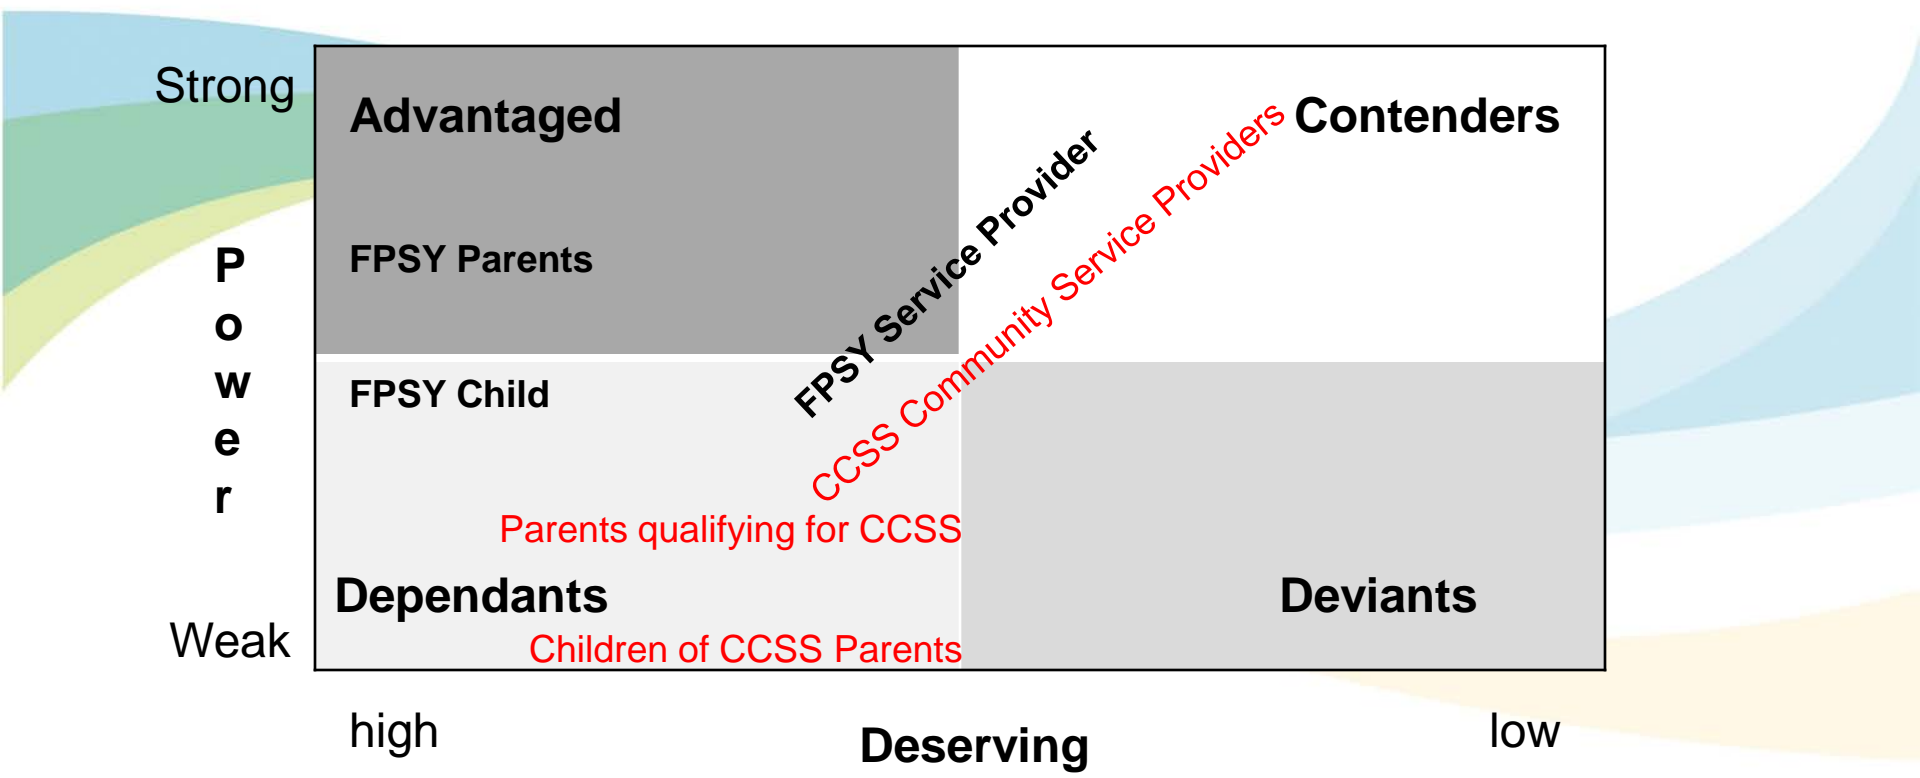 Strong
Advantaged
Contenders
FPSY Service Provider
CCSS Community Service Providers
FPSY Parents
Power
FPSY Child
Parents qualifying for CCSS
Dependants
Deviants
Weak
Children of CCSS Parents
high
Deserving
low